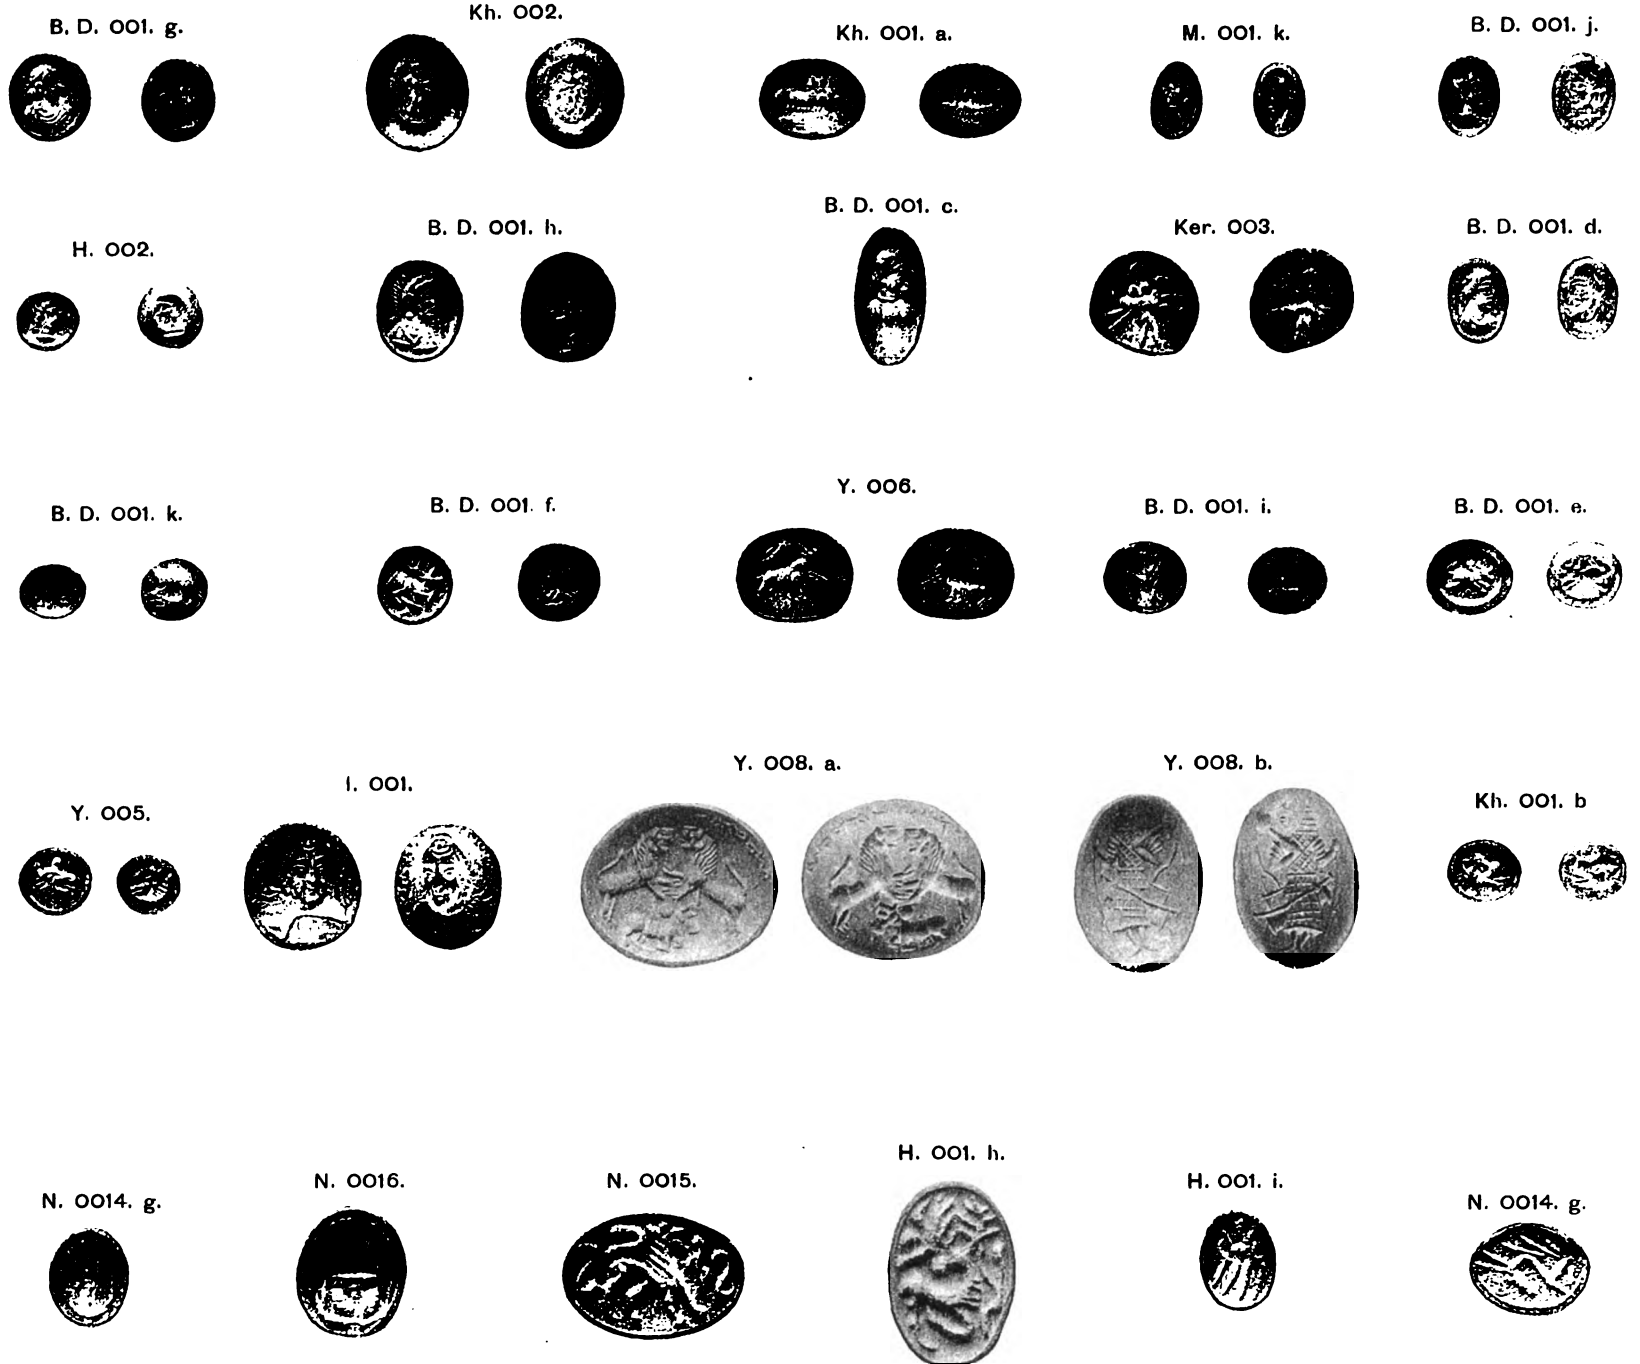 B. D. 001. g.
Kh. 002.
Kh. 001. a.
M. 001. k.
B. D. 001. j.
H. 002.
B. D. 001. h.
B. D. 001. c.
Ker. 003.
B. D. 001. d.
B. D. 001. k.
B. D. 001. f.
Y. 006.
B. D. 001. i.
B. D. 001. e.
Y. 005.
I. 001.
Y. 008. a.
Y. 008. b.
Kh. 001. b
N. 0014. g.
N. 0016.
N. 0015.
H. 001. h.
H. 001. i.
N. 0014. g.